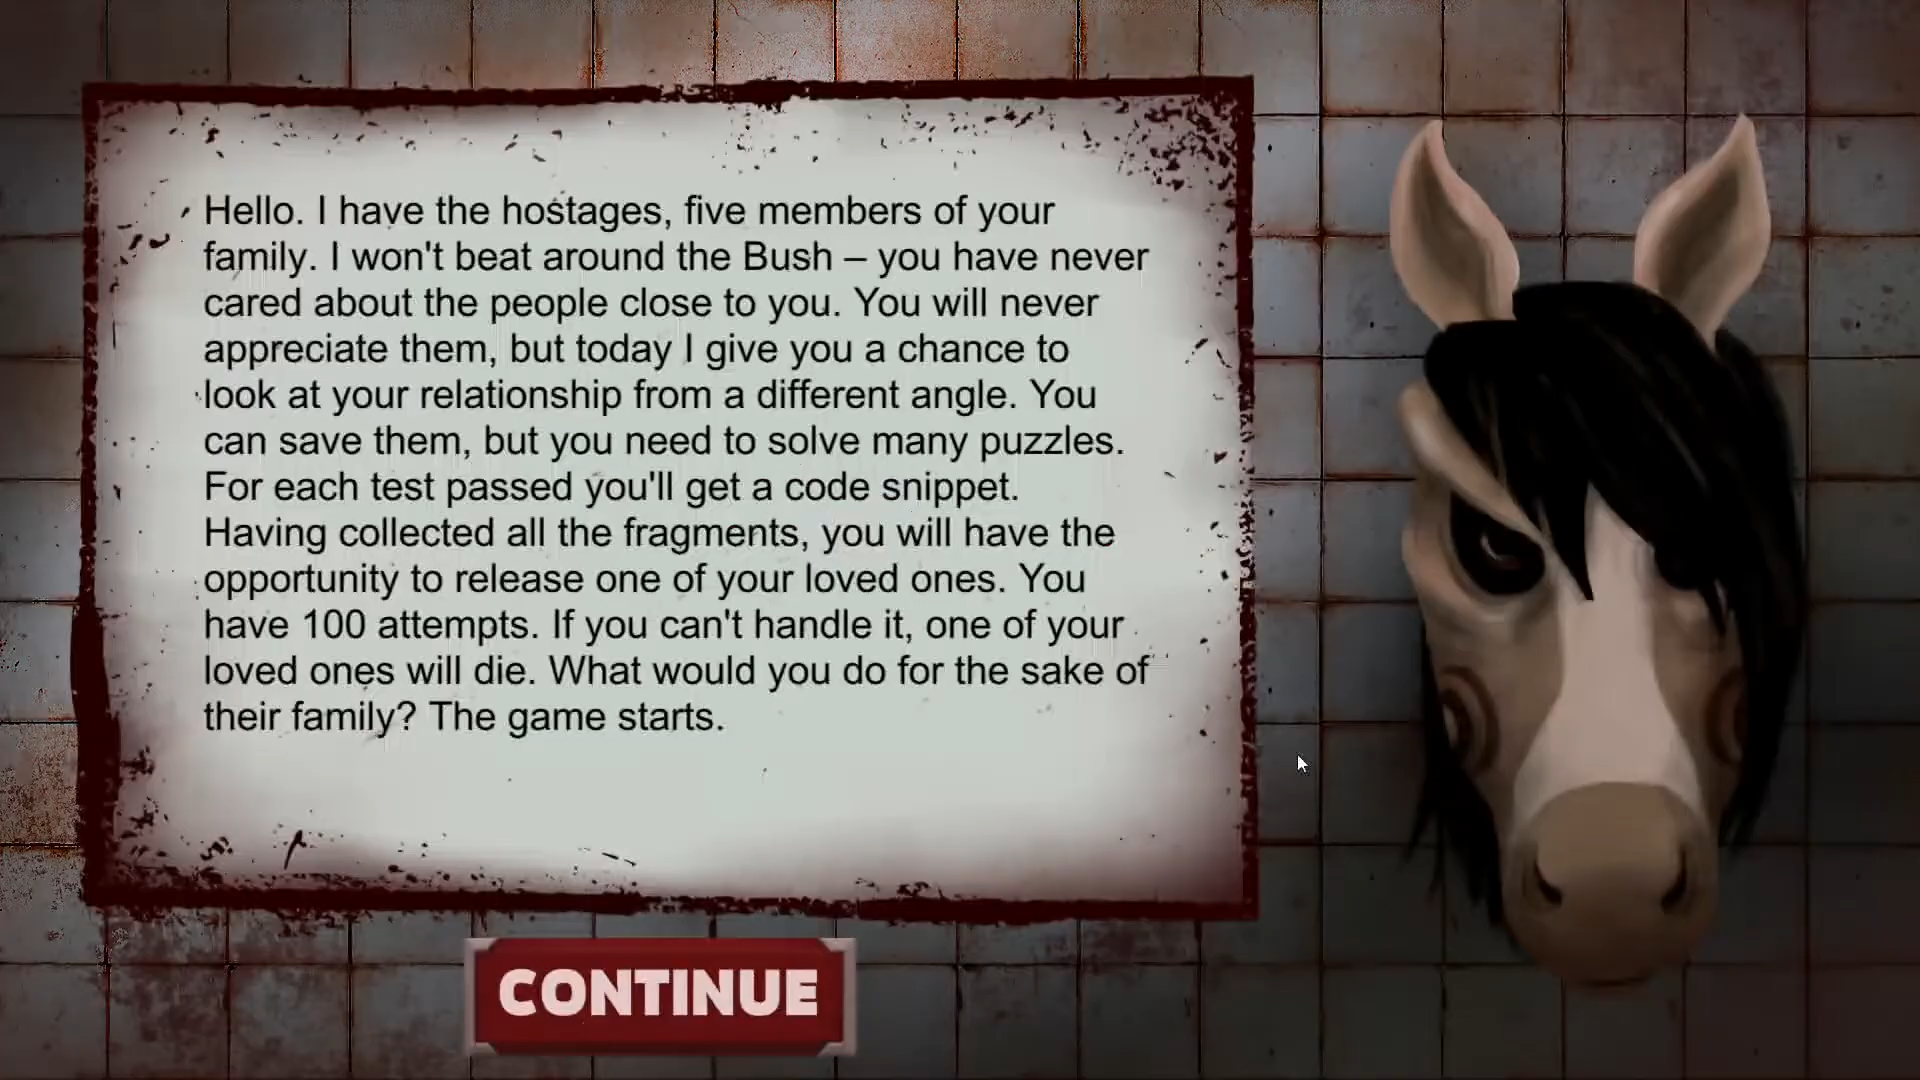 Hello. I have the hostages, five members of your
family. I won't beat around the Bush – you have never
cared about the people close to you. You will never
appreciate them, but today I give you a chance to
look at your relationship from a different angle. You
can save them, but you need to solve many puzzles.
For each test passed you'll get a code snippet.
Having collected all the fragments, you will have the
opportunity to release one of your loved ones. You
have 100 attempts. If you can't handle it, one of your
loved ones will die. What would you do for the sake of
their family? The game starts.
CONTINUE